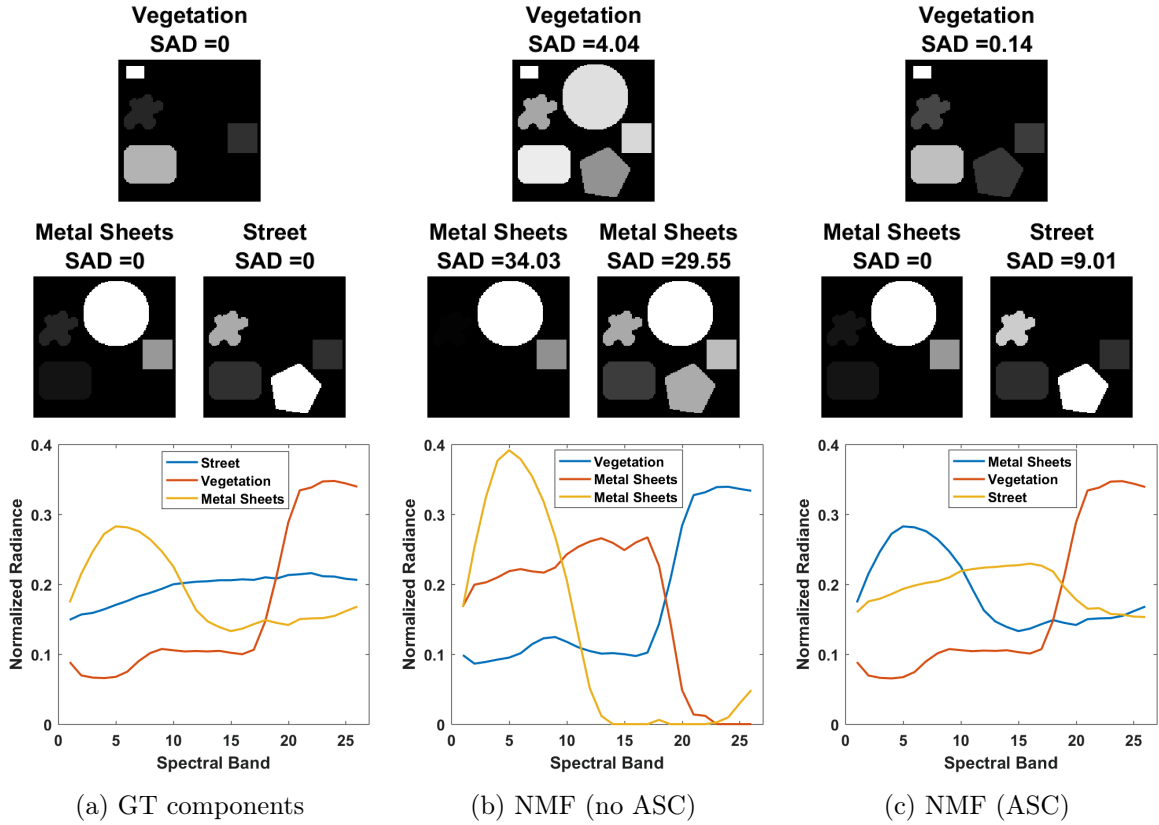 Vegetation
SAD =0
Metal Sheets
SAD =0
Street
SAD =0
0.4
0.3
0.2
0.1
0
Normalized Radiance
Street
Vegetation
Metal Sheets
0 5 10 15 20 25
Spectral Band
(a) GT components
Vegetation
SAD =4.04
Metal Sheets
SAD =34.03
Metal Sheets
SAD =29.55
0.4
0.3
0.2
0.1
0
Normalized Radiance
Vegetation
Metal Sheets
Metal Sheets
0 5 10 15 20 25
Spectral Band
(b) NMF (no ASC)
Vegetation
SAD =0.14
Metal Sheets
SAD =0
Street
SAD =9.01
0.4
0.3
0.2
0.1
0
Normalized Radiance
Metal Sheets
Vegetation
Street
0 5 10 15 20 25
Spectral Band
(c) NMF (ASC)